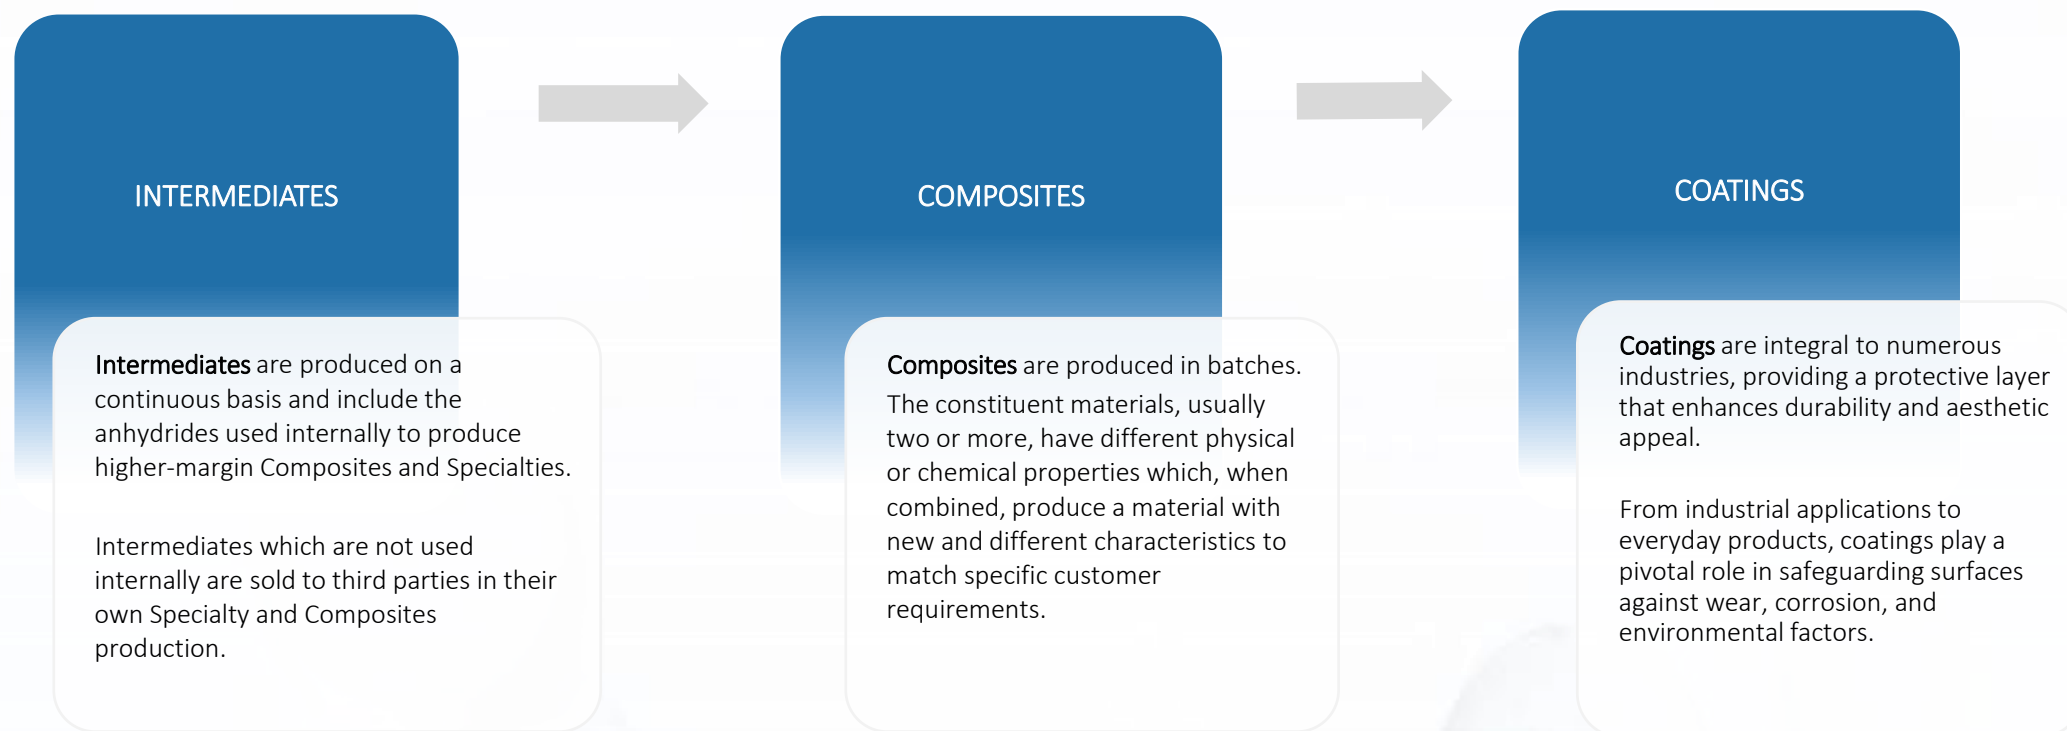 INTERMEDIATES
Intermediates are produced on a
continuous basis and include the
anhydrides used internally to produce
higher-margin Composites and Specialties.
Intermediates which are not used
internally are sold to third parties in their
own Specialty and Composites
production.
COMPOSITES
Composites are produced in batches.
The constituent materials, usually
two or more, have different physical
or chemical properties which, when
combined, produce a material with
new and different characteristics to
match specific customer
requirements.
COATINGS
Coatings are integral to numerous
industries, providing a protective layer
that enhances durability and aesthetic
appeal.
From industrial applications to
everyday products, coatings play a
pivotal role in safeguarding surfaces
against wear, corrosion, and
environmental factors.